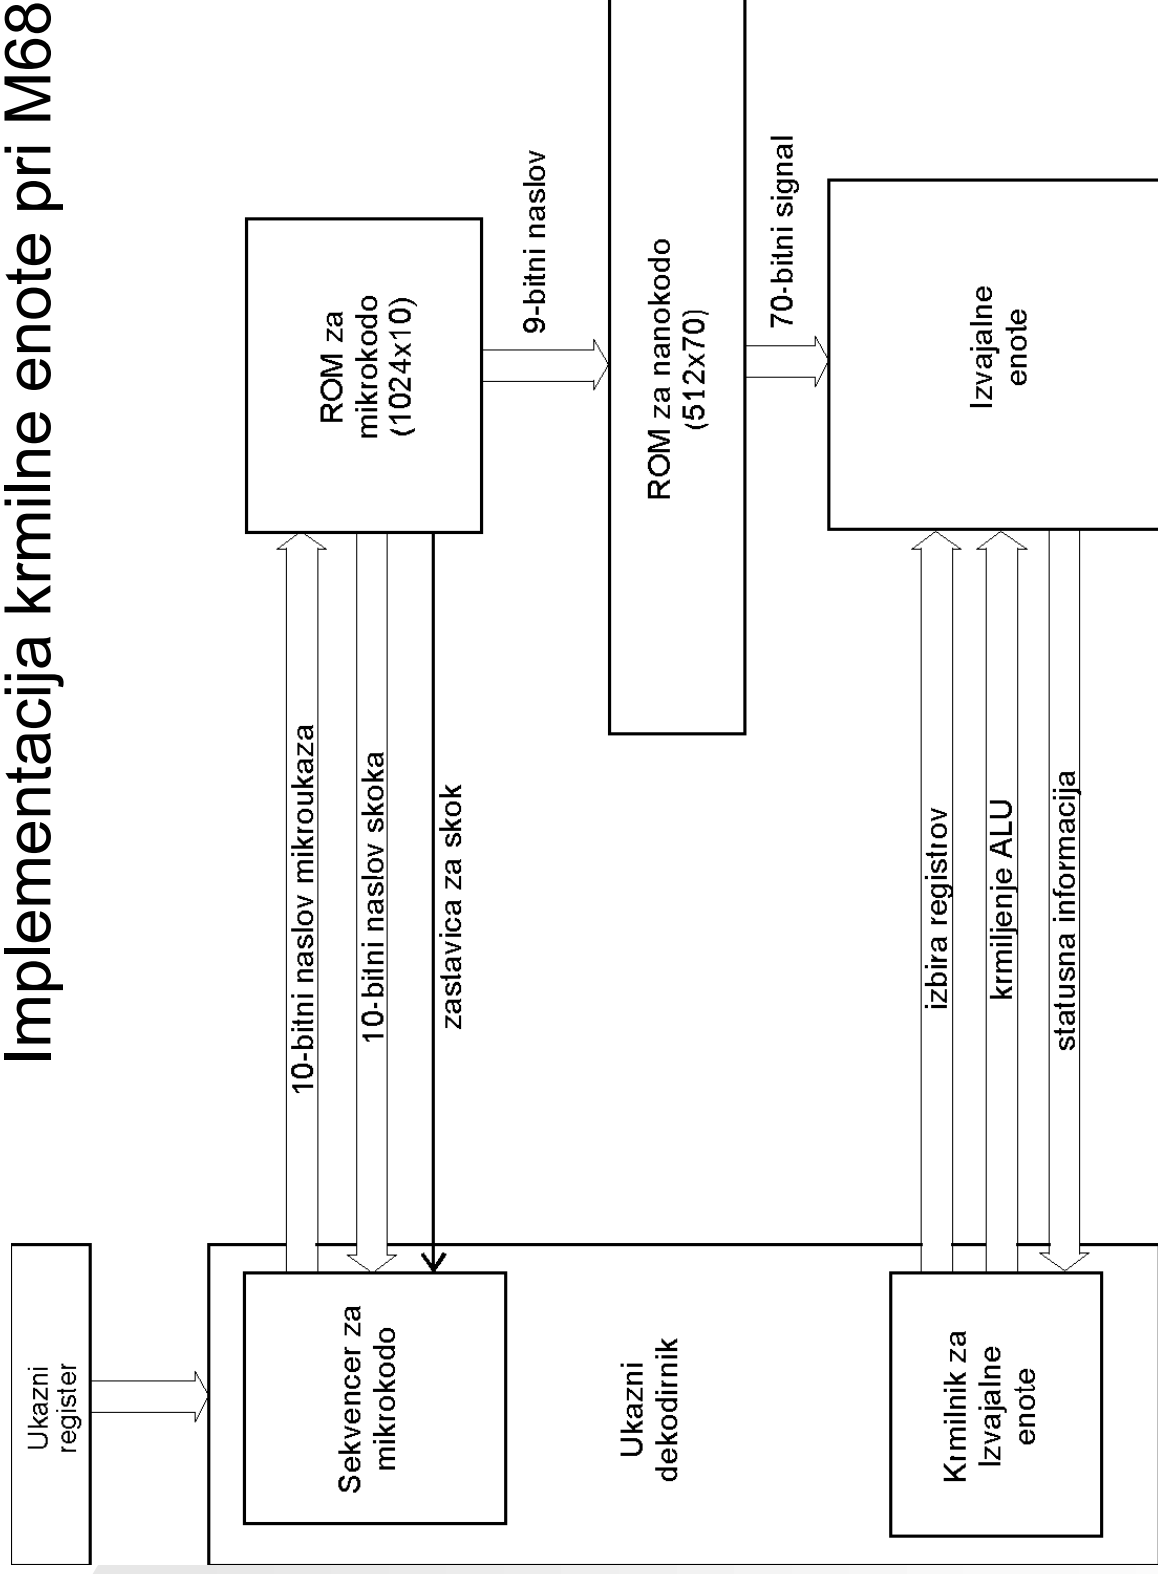 Implementacija krmilne enote pri M68
Ukazni
register
Sekvencer za
mikrokodo
Ukazni
dekodirnik
Krmilnik za
Izvajalne
enote
10-bitni naslov mikroukaza
10-bitni naslov skoka
zastavica za skok
izbira registrov
krmiljenje ALU
statusna informacija
ROM za
mikrokodo
(1024x10)
9-bitni naslov
ROM za nanokodo
(512x70)
70-bitni signal
Izvajalne
enote